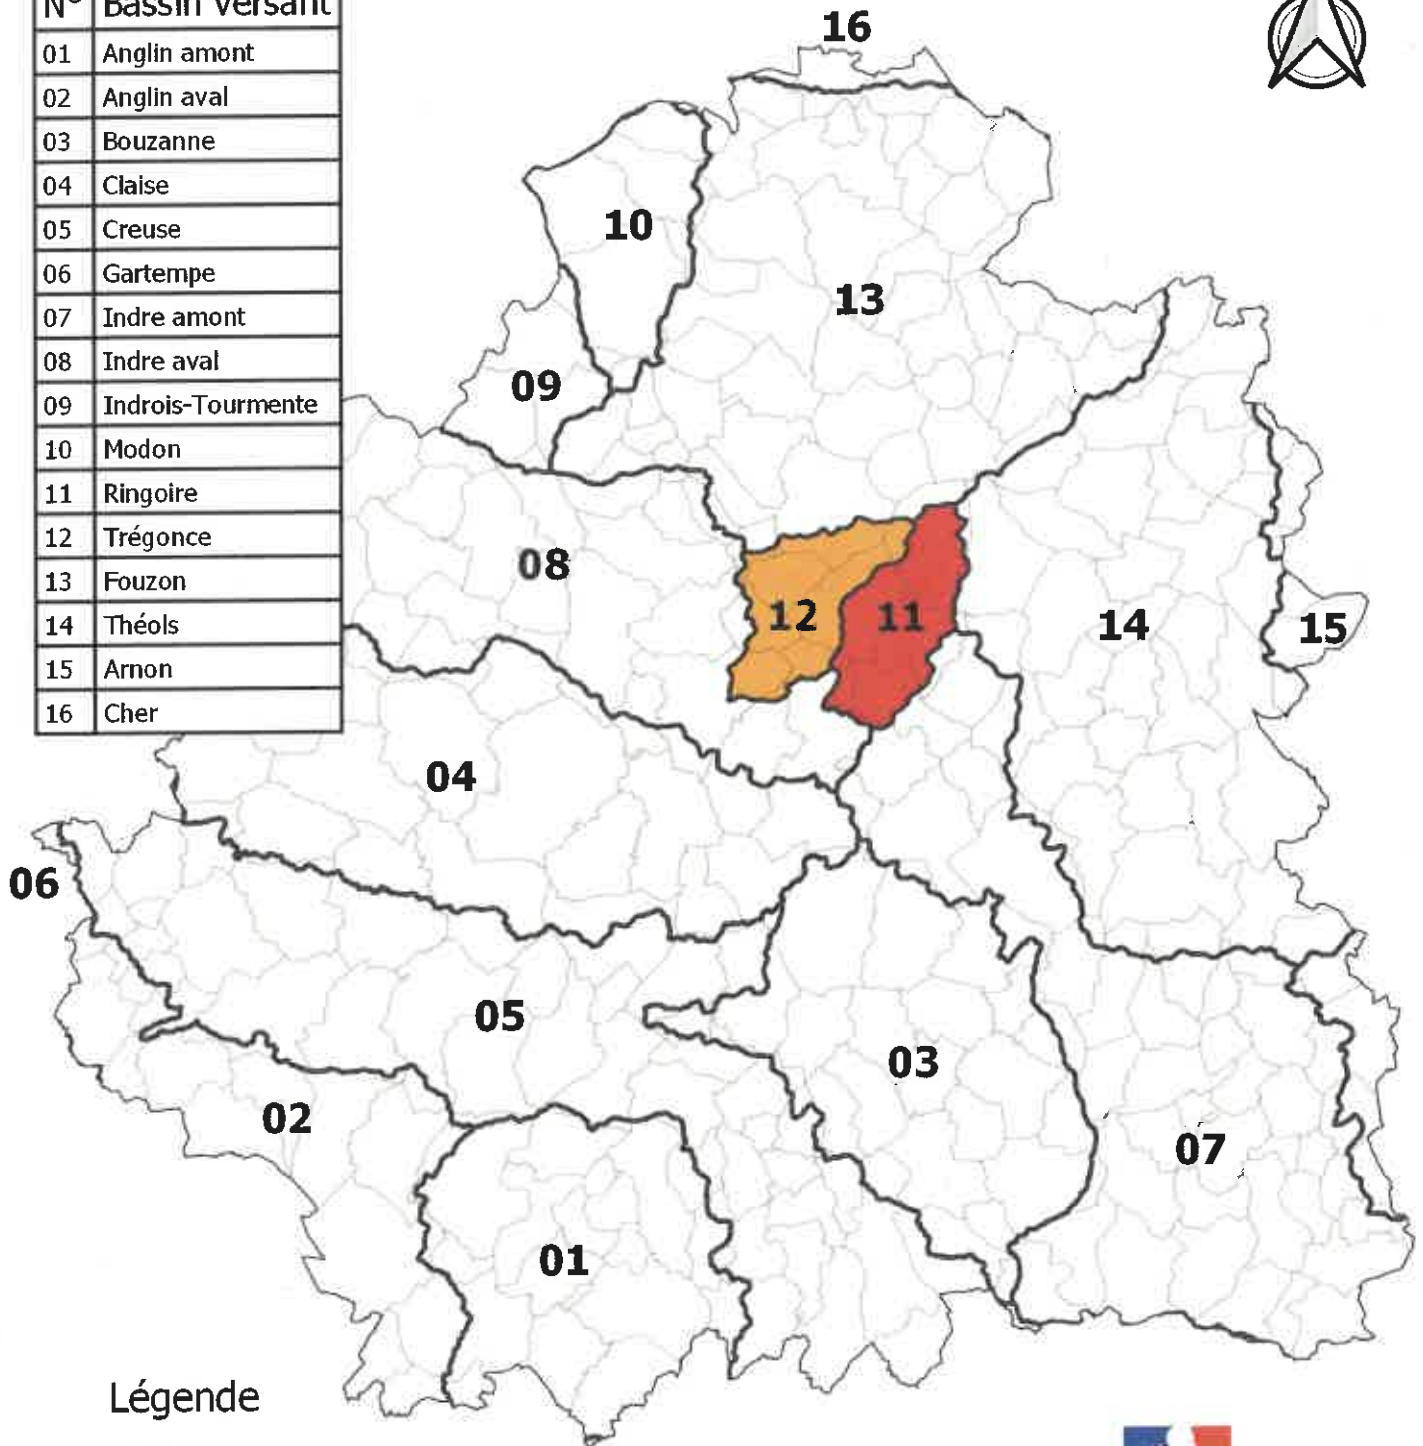 N° Bassin versant
01 Anglin amont
02 Anglin aval
03 Bouzanne
04 Claise
05 Creuse
06 Gartempe
07 Indre amont
08 Indre aval
09 Indrois-Tourmente
10 Modon
11 Ringoire
12 Trégonce
13 Fouzon
14 Théols
15 Arnon
16 Cher
16
10
13
09
08
12
11
14
15
04
06
05
03
02
07
01
Légende